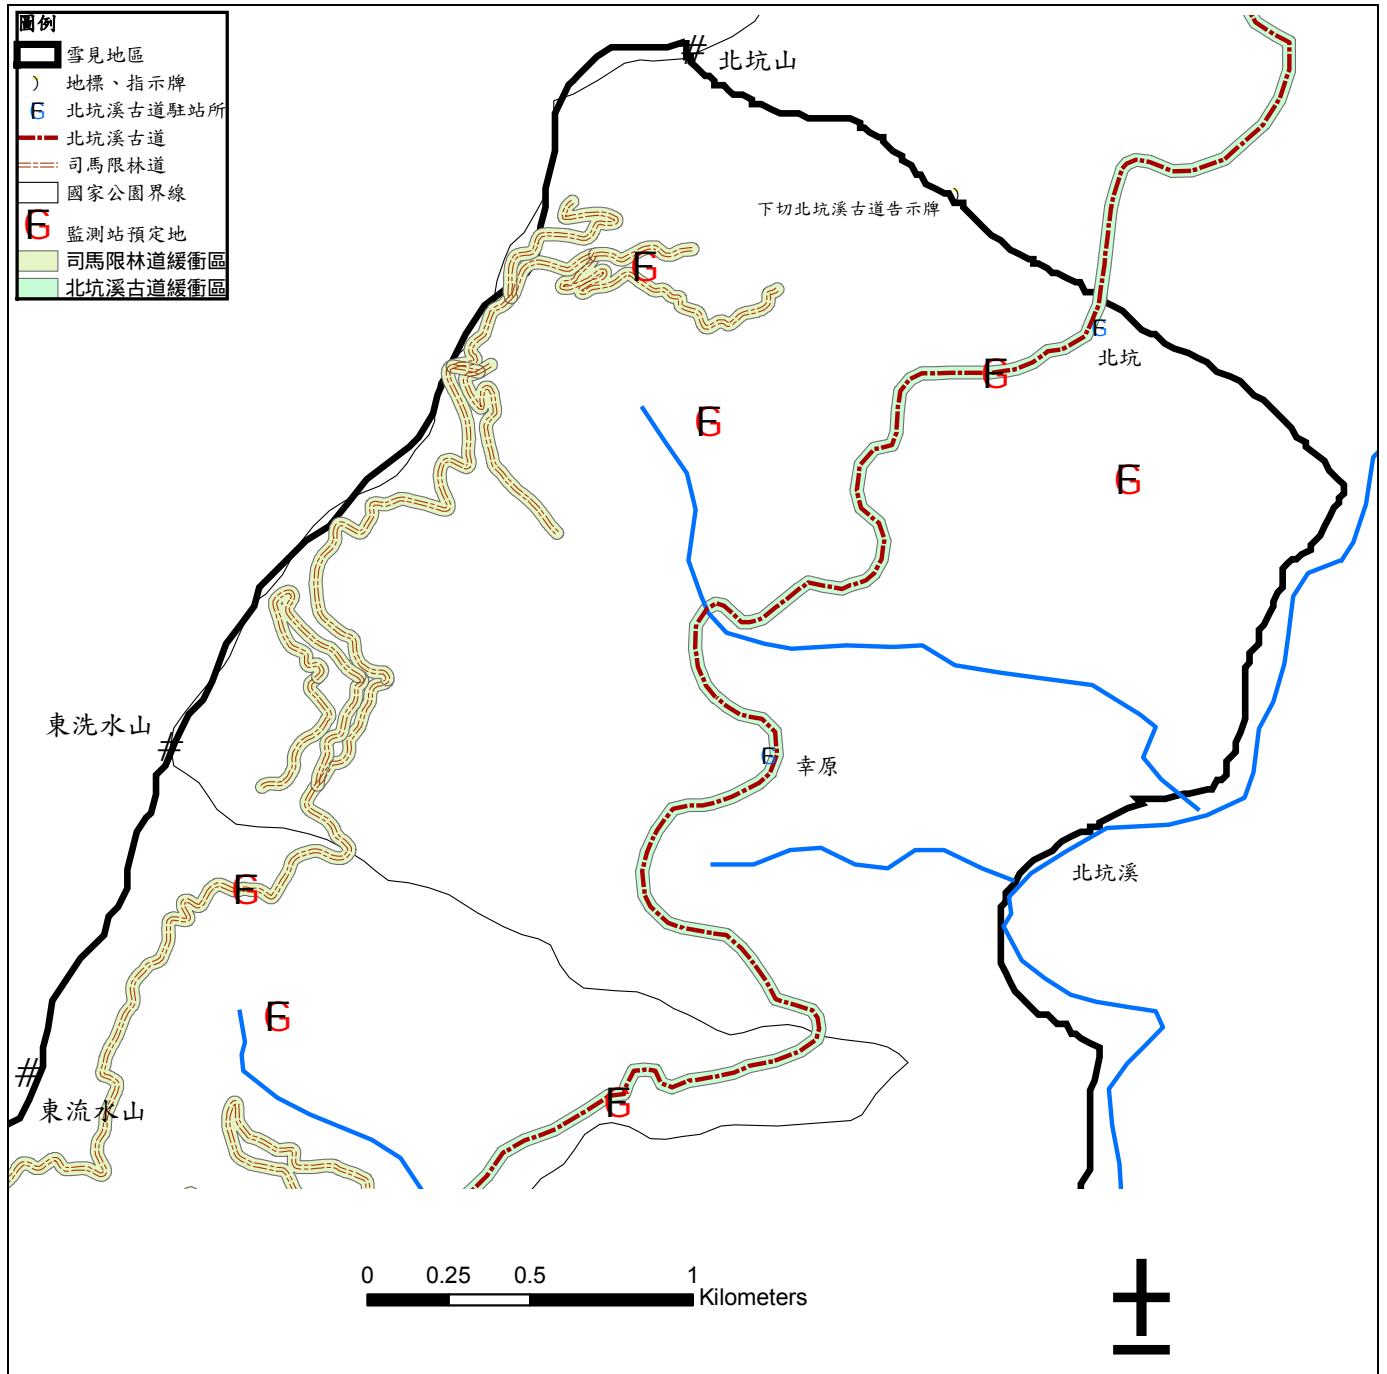 圖例
雪見地區
地標、指示牌
北坑溪古道駐站所
北坑溪古道
司馬限林道
國家公園界線
監測站預定地
司馬限林道緩衝區
北坑溪古道緩衝區
北坑山
下切北坑溪古道告示牌
北坑
東洗水山
幸原
北坑溪
東流水山
0 0.25 0.5 1
Kilometers